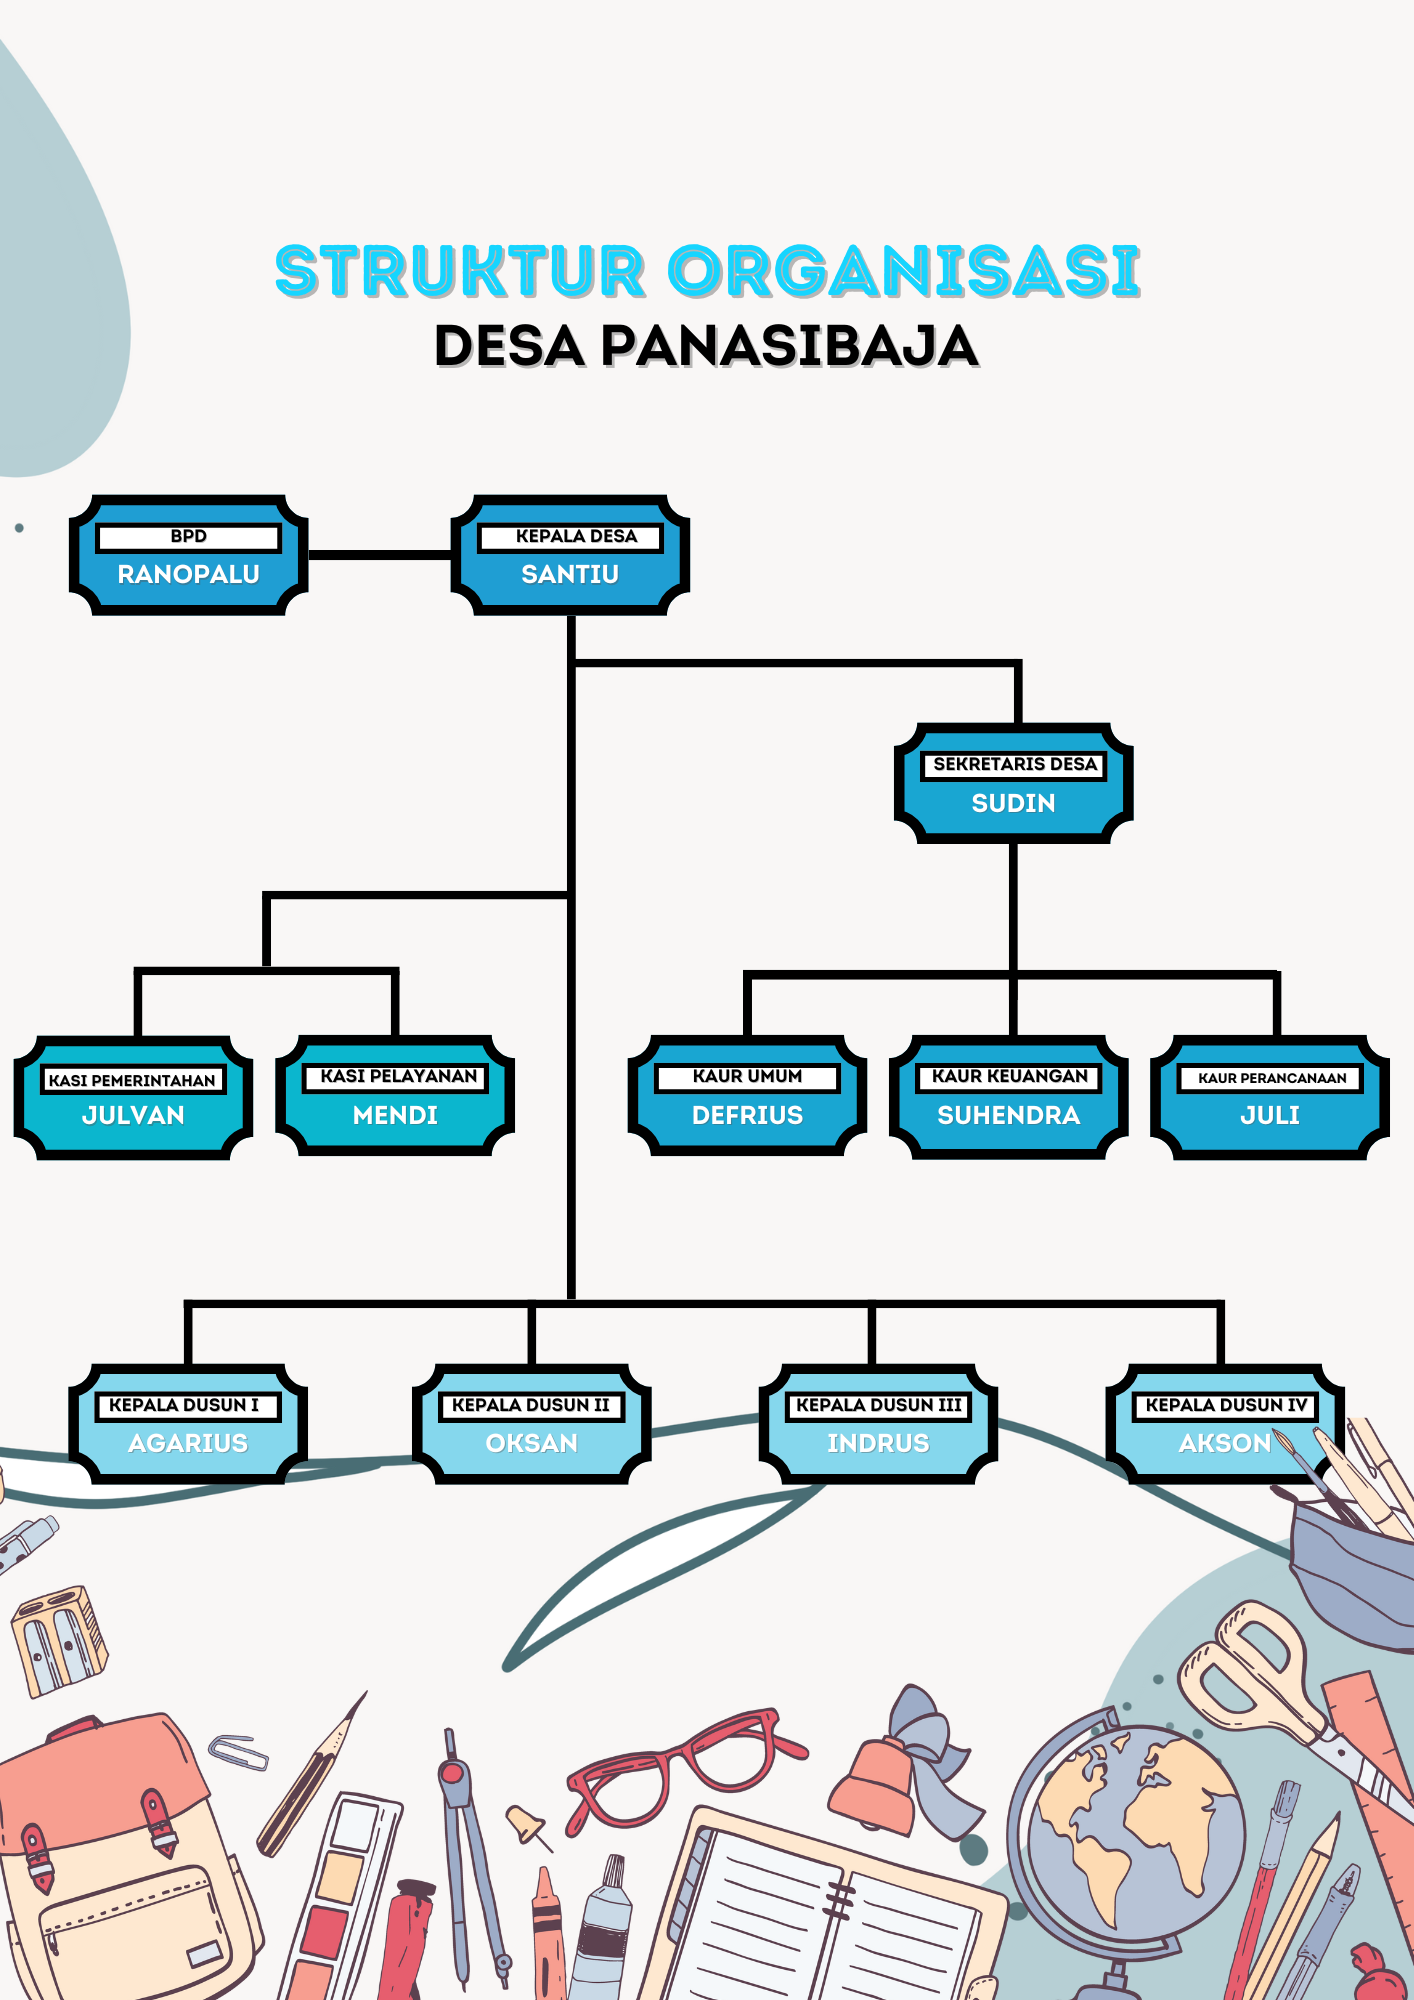 STRUKTUR ORGANISASI
DESA PANASIBAJA
BPD
RANOPALU
KEPALA DESA
SANTIU
SEKRETARIS DESA
SUDIN
KASI PEMERINTAHAN
JULVAN
KASI PELAYANAN
MENDI
KAUR UMUM
DEFRIUS
KAUR KEUANGAN
SUHENDRA
KAUR PERANCANAAN
JULI
KEPALA DUSUN I
AGARIUS
KEPALA DUSUN II
OKSAN
KEPALA DUSUN III
INDRUS
KEPALA DUSUN IV
AKSON